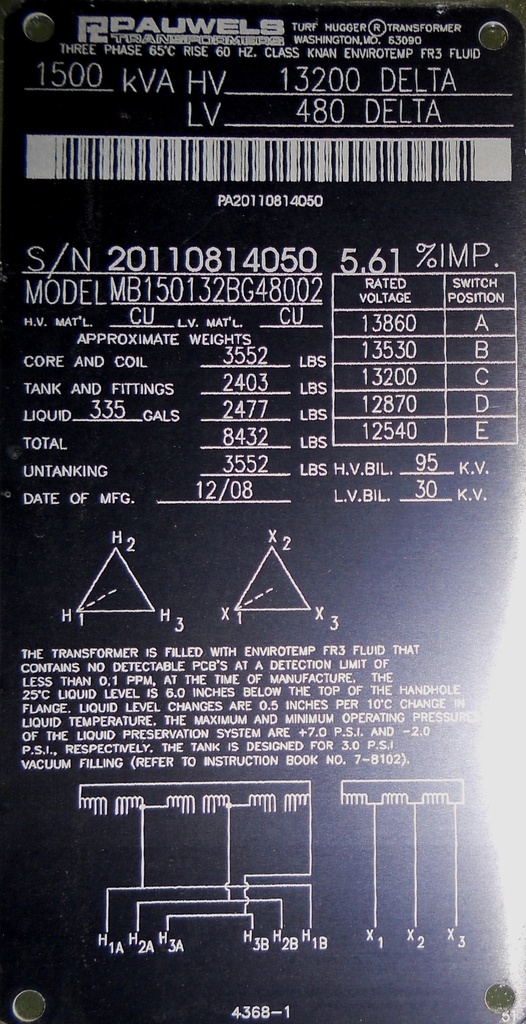 PAUWELS TURF HUGGER ® TRANSFORMER
TRANSFORMERS WASHINGTON, MO. 63090
THREE PHASE 65°C RISE 60 HZ. CLASS KNAN ENVIROTEMP FR3 FLUID
1500 kVA HV 13200 DELTA
LV 480 DELTA
PA20110814050
S/N 20110814050 5.61 %IMP.
MODEL MB150132BG48002
H.V. MAT'L. CU L.V. MAT'L. CU
APPROXIMATE WEIGHTS
CORE AND COIL 3552 LBS
TANK AND FITTINGS 2403 LBS
LIQUID 335 GALS 2477 LBS
TOTAL 8432 LBS
UNTANKING 3552 LBS
DATE OF MFG. 12/08
RATED VOLTAGE SWITCH POSITION
13860 A
13530 B
13200 C
12870 D
12540 E
H.V.BIL. 95 K.V.
L.V.BIL. 30 K.V.
H2 X2
H1 H3 X1 X3
THE TRANSFORMER IS FILLED WITH ENVIROTEMP FR3 FLUID THAT
CONTAINS NO DETECTABLE PCB'S AT A DETECTION LIMIT OF
LESS THAN 0.1 PPM, AT THE TIME OF MANUFACTURE. THE
25°C LIQUID LEVEL IS 6.0 INCHES BELOW THE TOP OF THE HANDHOLE
FLANGE. LIQUID LEVEL CHANGES ARE 0.5 INCHES PER 10°C CHANGE IN
LIQUID TEMPERATURE. THE MAXIMUM AND MINIMUM OPERATING PRESSURES
OF THE LIQUID PRESERVATION SYSTEM ARE +7.0 P.S.I. AND -2.0
P.S.I., RESPECTIVELY. THE TANK IS DESIGNED FOR 3.0 P.S.I
VACUUM FILLING (REFER TO INSTRUCTION BOOK NO. 7-8102).
H1A H2A H3A H3B H2B H1B X1 X2 X3
4368-1
51